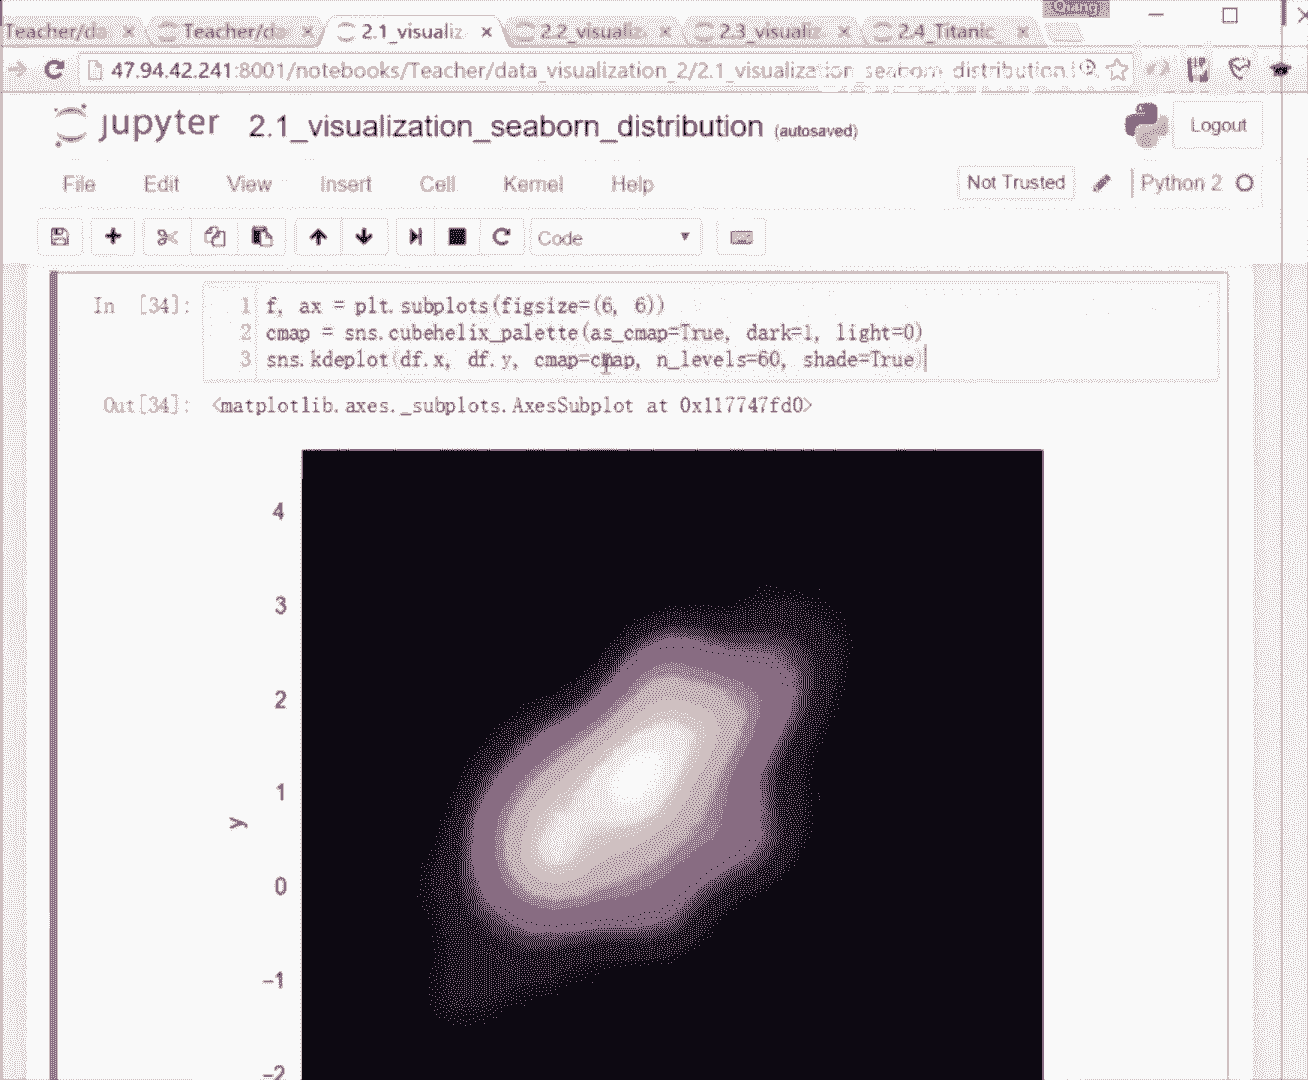 Qiang
Teacher/da × Teacher/da × 2.1_visualiz × 2.2_visualiz × 2.3_visualiz × 2.4_Titanic_ ×
47.94.42.241:8001/notebooks/Teacher/data_visualization_2/2.1_visualization_seaborn_distribution.i
jupyter 2.1_visualization_seaborn_distribution (autosaved) Logout
File Edit View Insert Cell Kernel Help Not Trusted Python 2
Code
In [34]: 1 f, ax = plt.subplots(figsize=(6, 6))
2 cmap = sns.cubehelix_palette(as_cmap=True, dark=1, light=0)
3 sns.kdeplot(df.x, df.y, cmap=cmap, n_levels=60, shade=True)
Out[34]: <matplotlib.axes._subplots.AxesSubplot at 0x117747fd0>
4
3
2
1
y
0
−1
−2